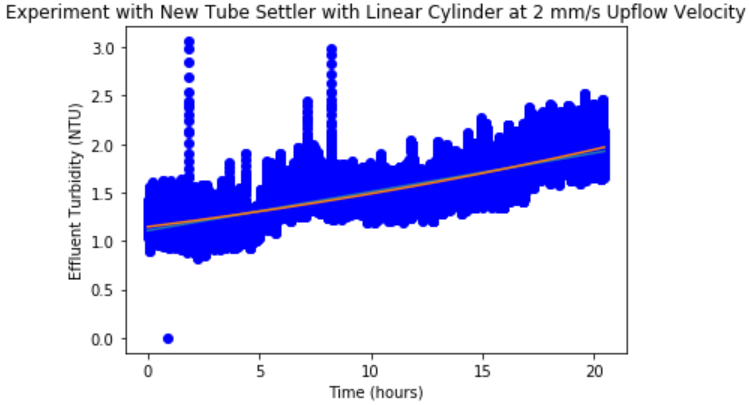 Experiment with New Tube Settler with Linear Cylinder at 2 mm/s Upflow Velocity
3.0
2.5
2.0
1.5
1.0
0.5
0.0
Effluent Turbidity (NTU)
0 5 10 15 20
Time (hours)